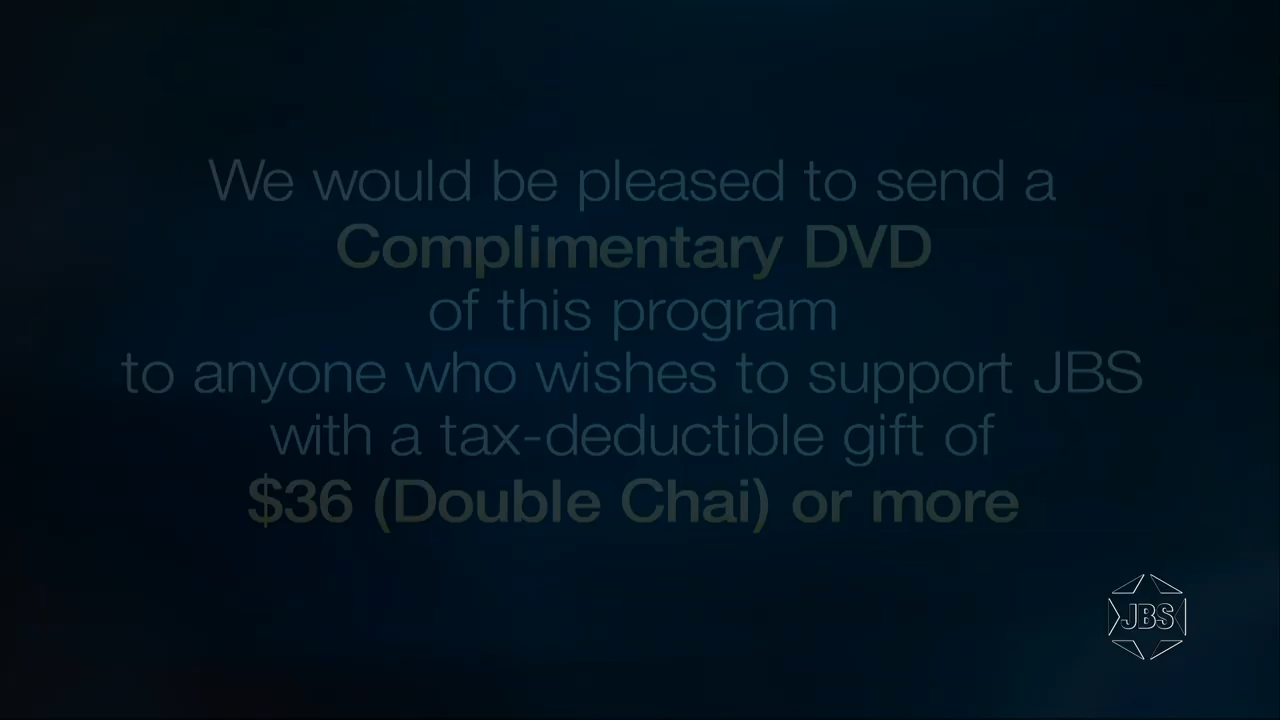 We would be pleased to send a
Complimentary DVD
of this program
to anyone who wishes to support JBS
with a tax-deductible gift of
$36 (Double Chai) or more
JBS